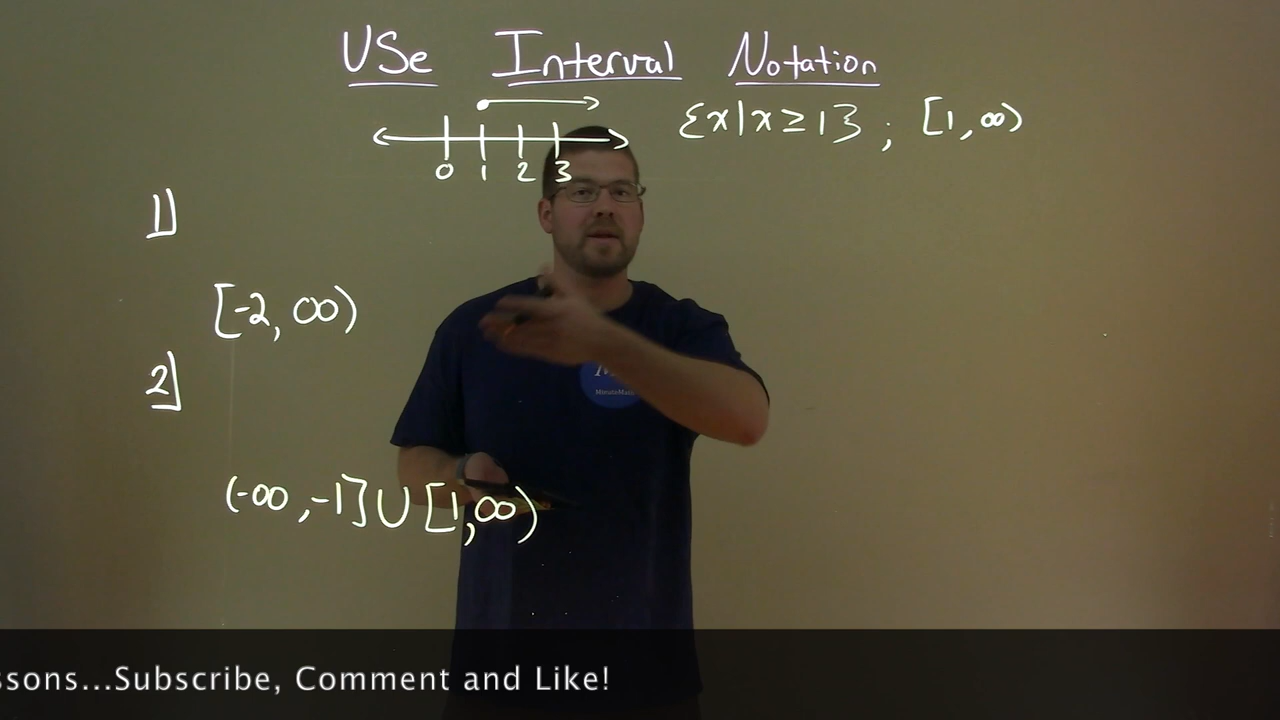 USe Interval Notation
{x|x≥1} ; [1,∞)
0 1 2 3
1)
[-2, ∞)
2)
(-∞,-1]U[1,∞)
ssons...Subscribe, Comment and Like!